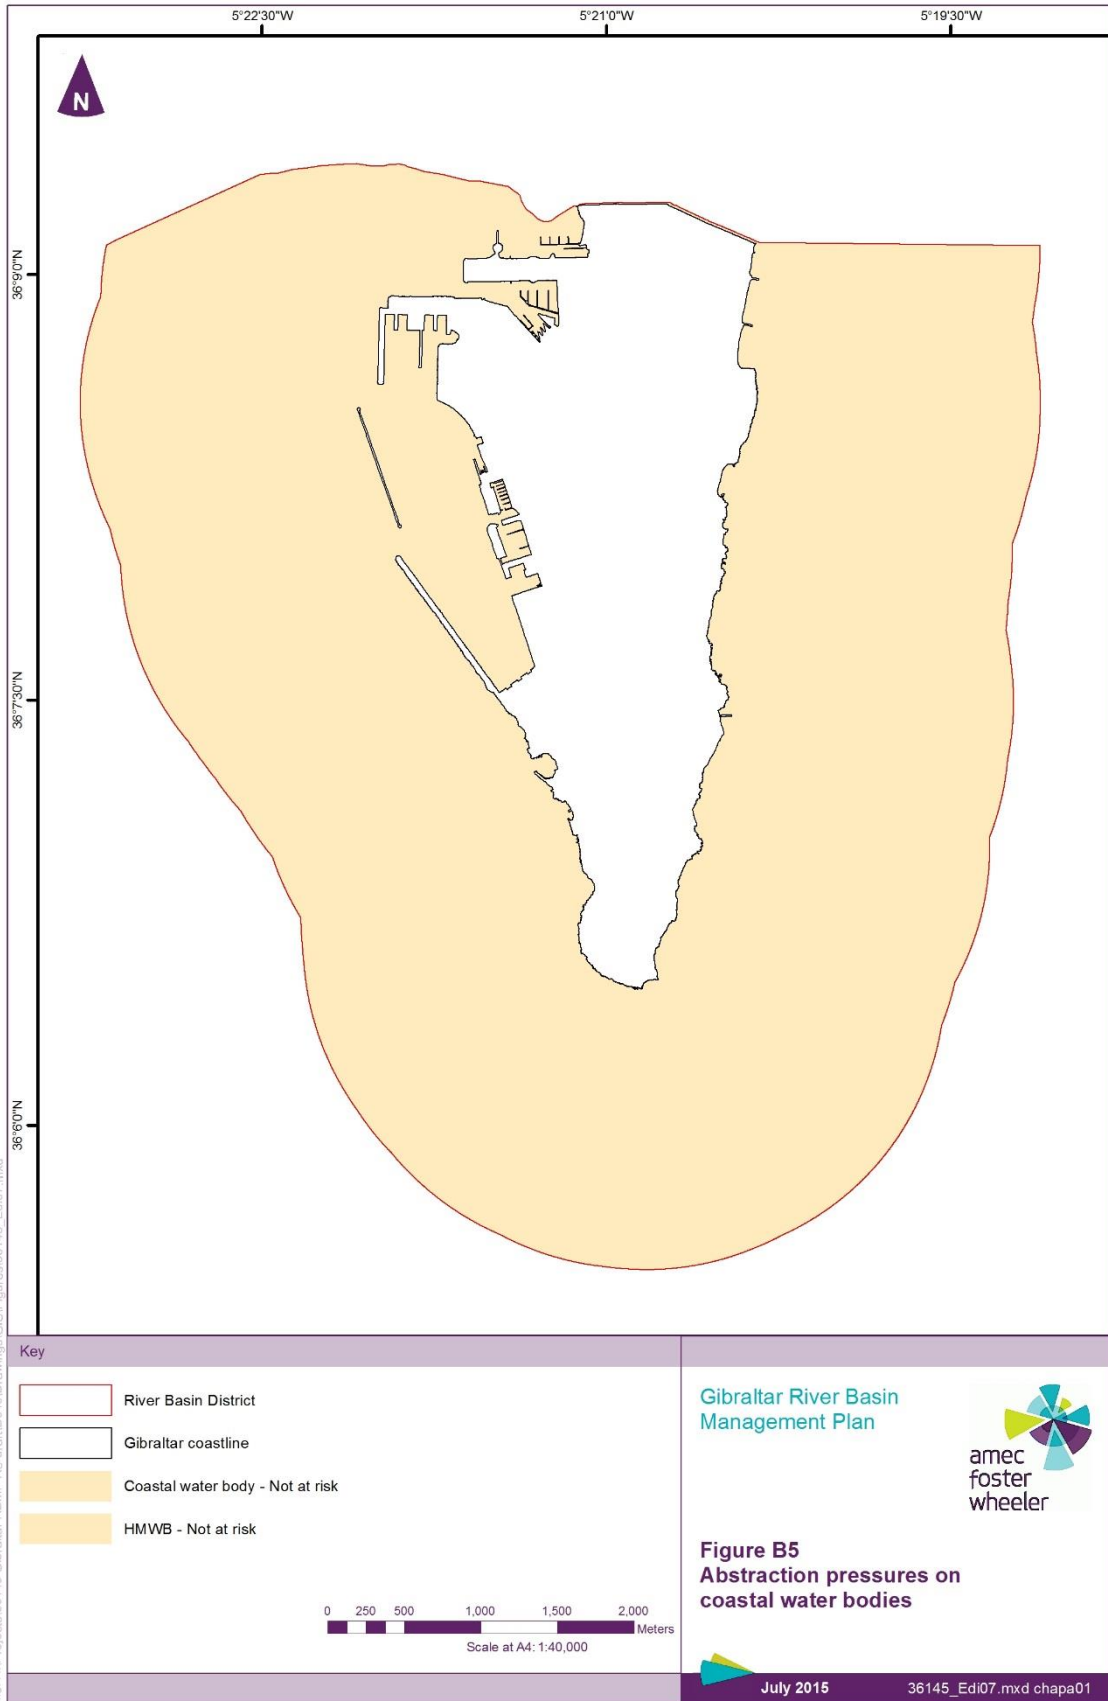 5°22'30"W
5°21'0"W
5°19'30"W
N
36°9'0"N
36°7'30"N
36°6'0"N
Key
River Basin District
Gibraltar coastline
Coastal water body - Not at risk
HMWB - Not at risk
0 250 500 1,000 1,500 2,000
Meters
Scale at A4: 1:40,000
Gibraltar River Basin
Management Plan
amec
foster
wheeler
Figure B5
Abstraction pressures on
coastal water bodies
July 2015
36145_Edi07.mxd chapa01